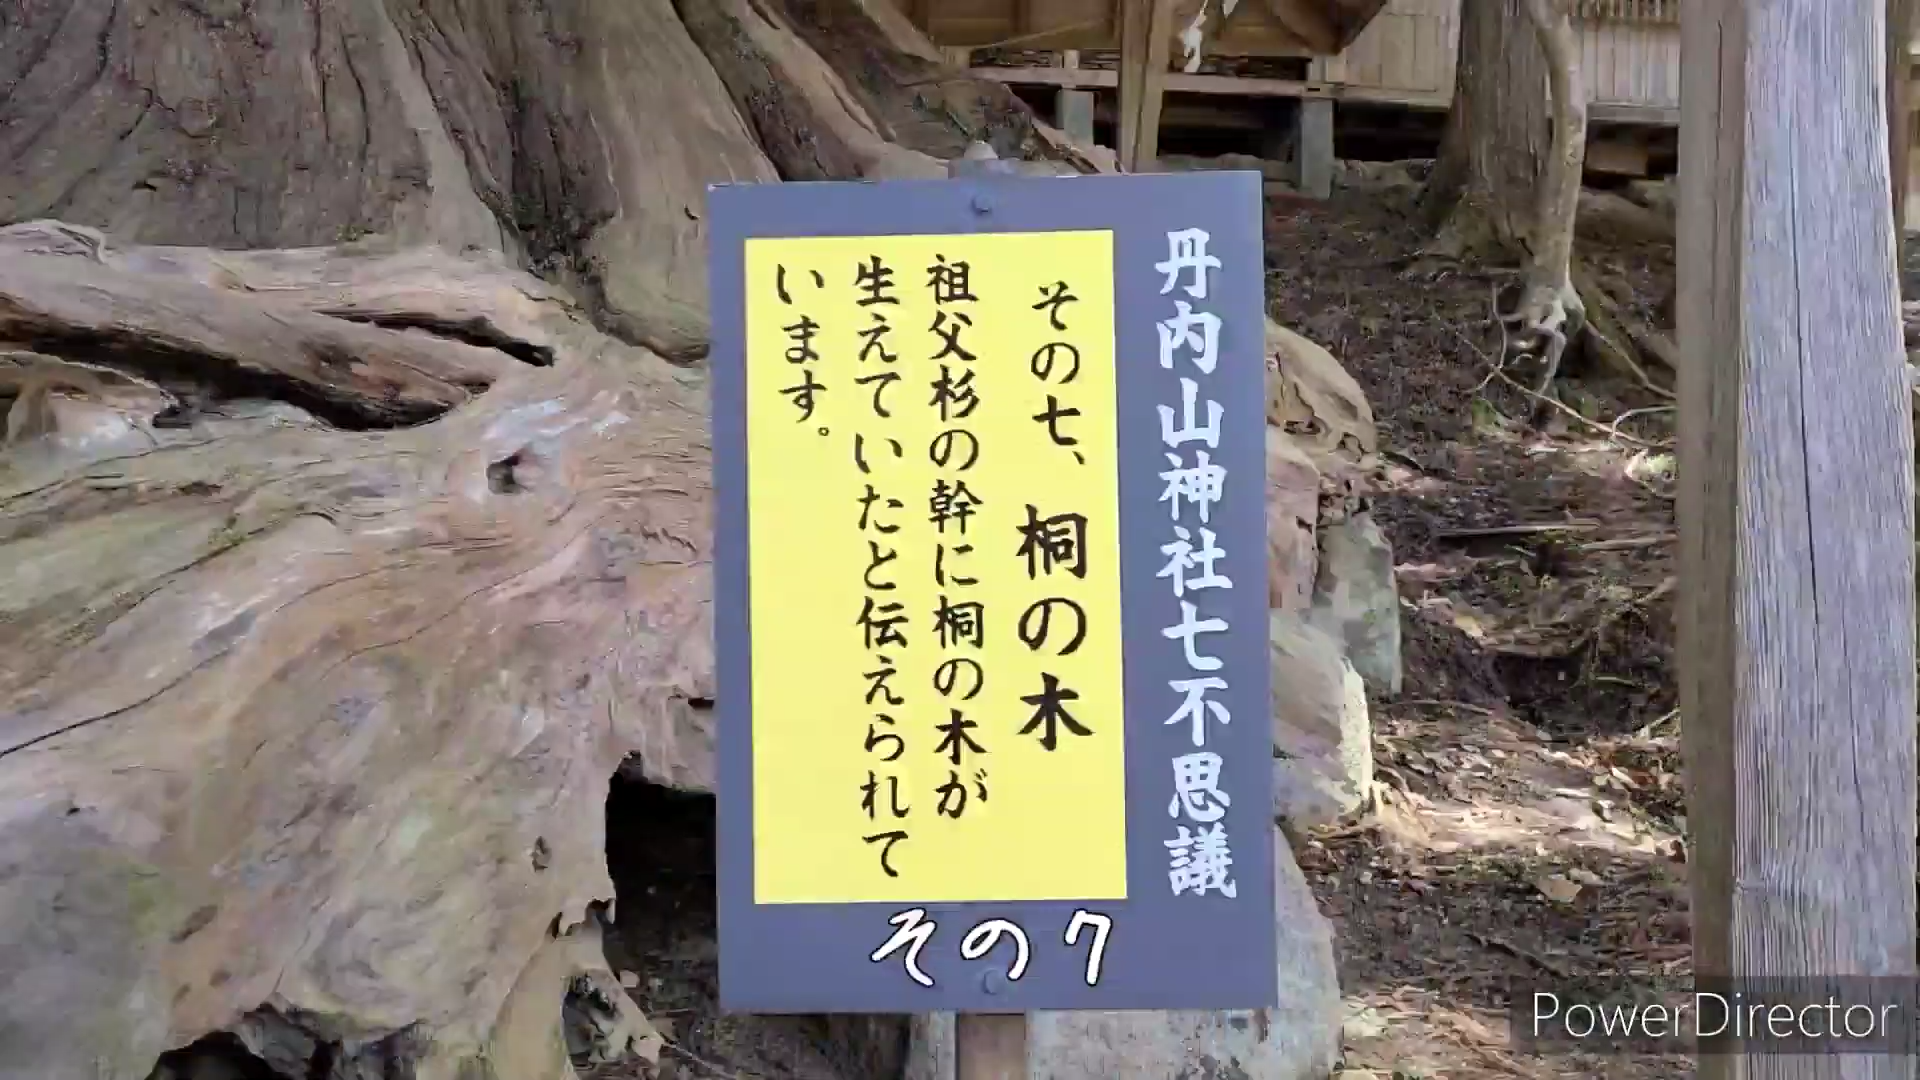 丹内山神社七不思議
その七、桐の木
祖父杉の幹に桐の木が
生えていたと伝えられて
います。
その7
PowerDirector